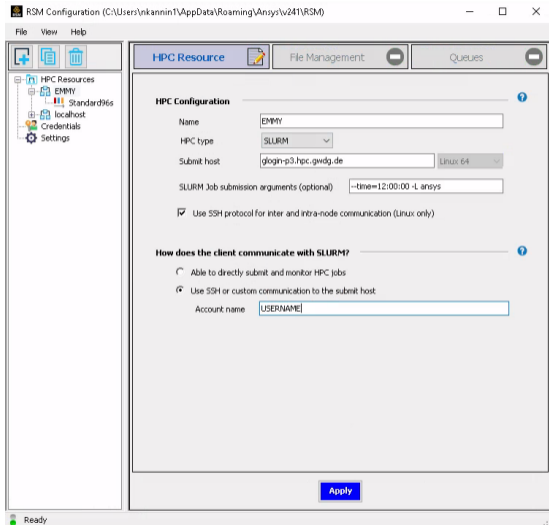 RSM Configuration (C:\Users\nkannin1\AppData\Roaming\Ansys\v241\RSM)
File View Help
HPC Resource File Management Queues
HPC Resources
EMMY
Standard96s
localhost
Credentials
Settings
HPC Configuration
Name EMMY
HPC type SLURM
Submit host glogin-p3.hpc.gwdg.de Linux 64
SLURM Job submission arguments (optional) --time=12:00:00 -L ansys
Use SSH protocol for inter and intra-node communication (Linux only)
How does the client communicate with SLURM?
Able to directly submit and monitor HPC jobs
Use SSH or custom communication to the submit host
Account name USERNAME
Apply
Ready